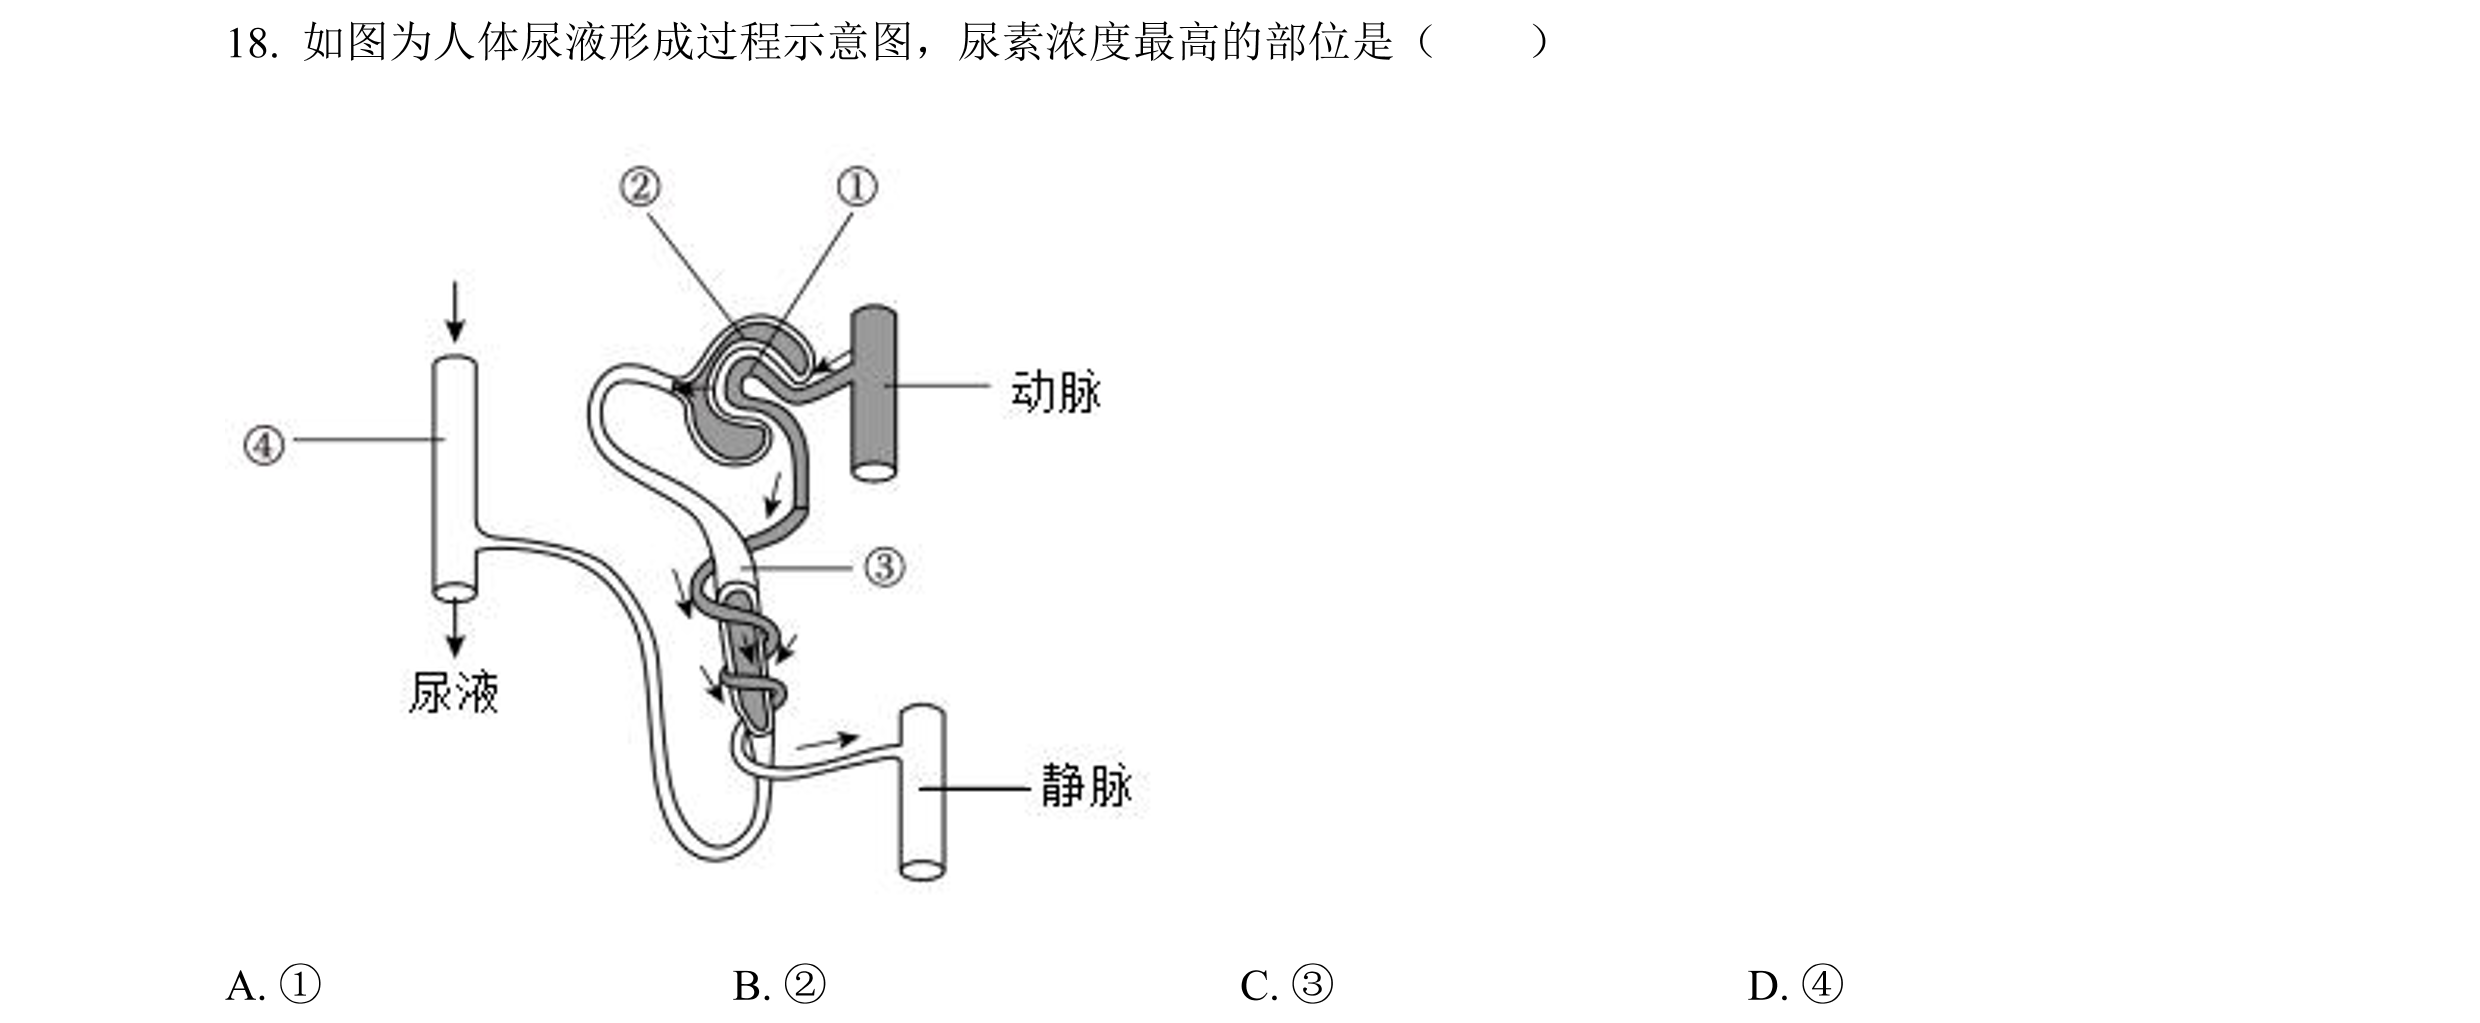 18. 如图为人体尿液形成过程示意图，尿素浓度最高的部位是（　　）
② ①
动脉
④
③
尿液
静脉
A. ① B. ② C. ③ D. ④